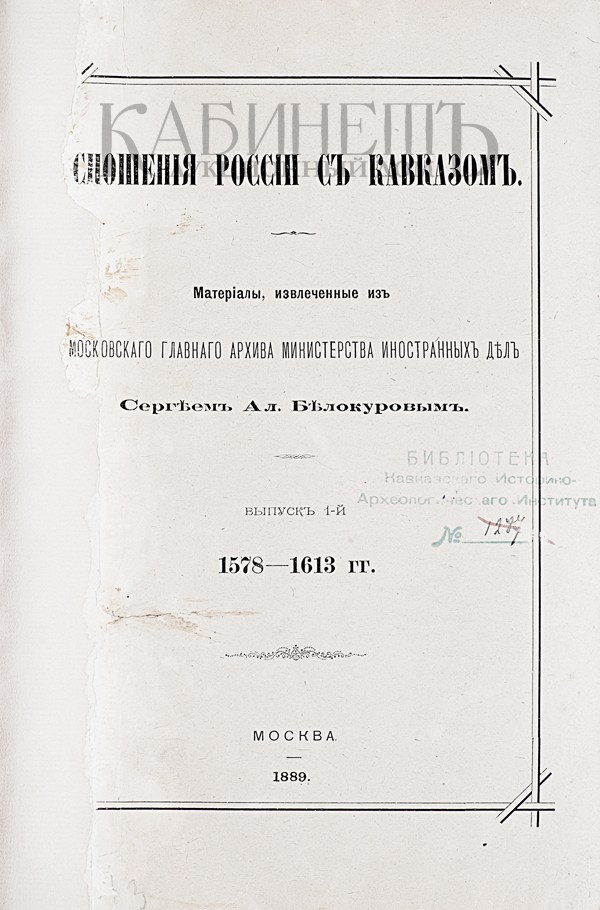 КАБИНЕТЪ
СНОШЕНІЯ РОССІИ СЪ КАВКАЗОМЪ.
Матеріалы, извлеченные изъ
МОСКОВСКАГО ГЛАВНАГО АРХИВА МИНИСТЕРСТВА ИНОСТРАННЫХЪ ДѢЛЪ
Сергѣемъ Ал. Бѣлокуровымъ.
БИБЛІОТЕКА
Кавказскаго Историко-
Археологическаго Института
№
ВЫПУСКЪ 1-Й
1578—1613 гг.
МОСКВА
1889.